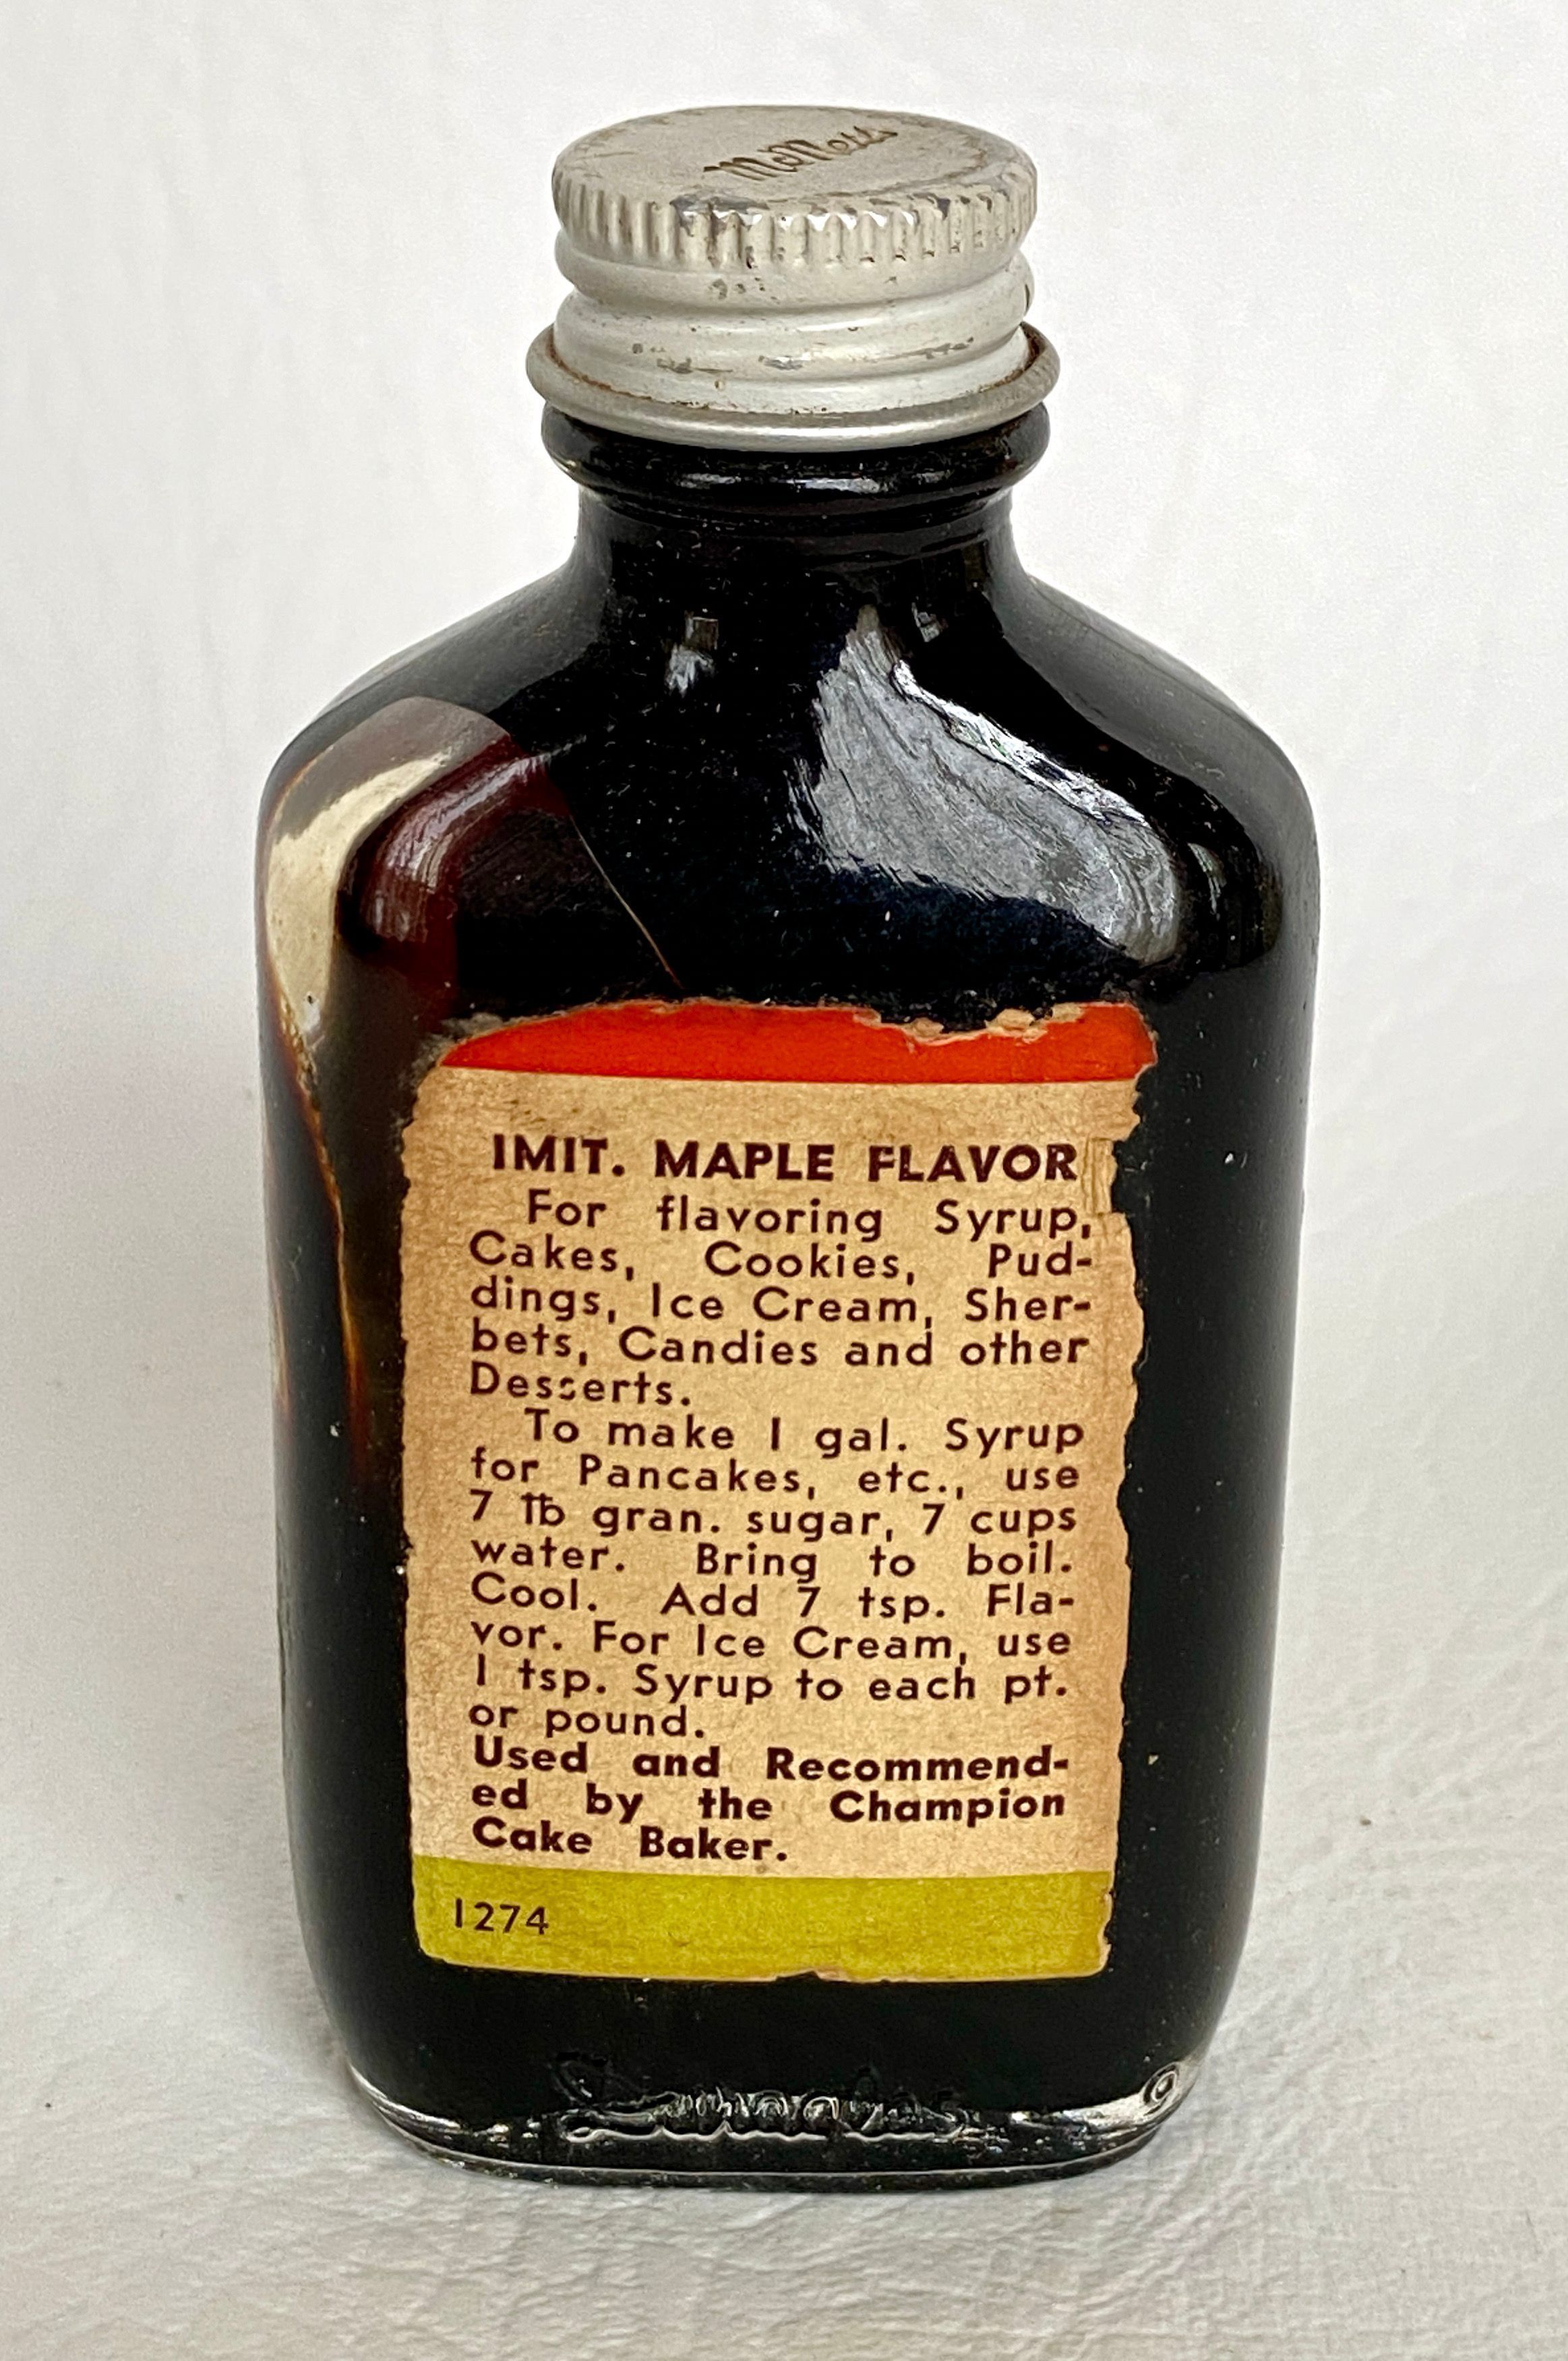 McNess
IMIT. MAPLE FLAVOR
For flavoring Syrup,
Cakes, Cookies, Pud-
dings, Ice Cream, Sher-
bets, Candies and other
Desserts.
To make 1 gal. Syrup
for Pancakes, etc., use
7 lb gran. sugar, 7 cups
water. Bring to boil.
Cool. Add 7 tsp. Fla-
vor. For Ice Cream, use
1 tsp. Syrup to each pt.
or pound.
Used and Recommend-
ed by the Champion
Cake Baker.
1274